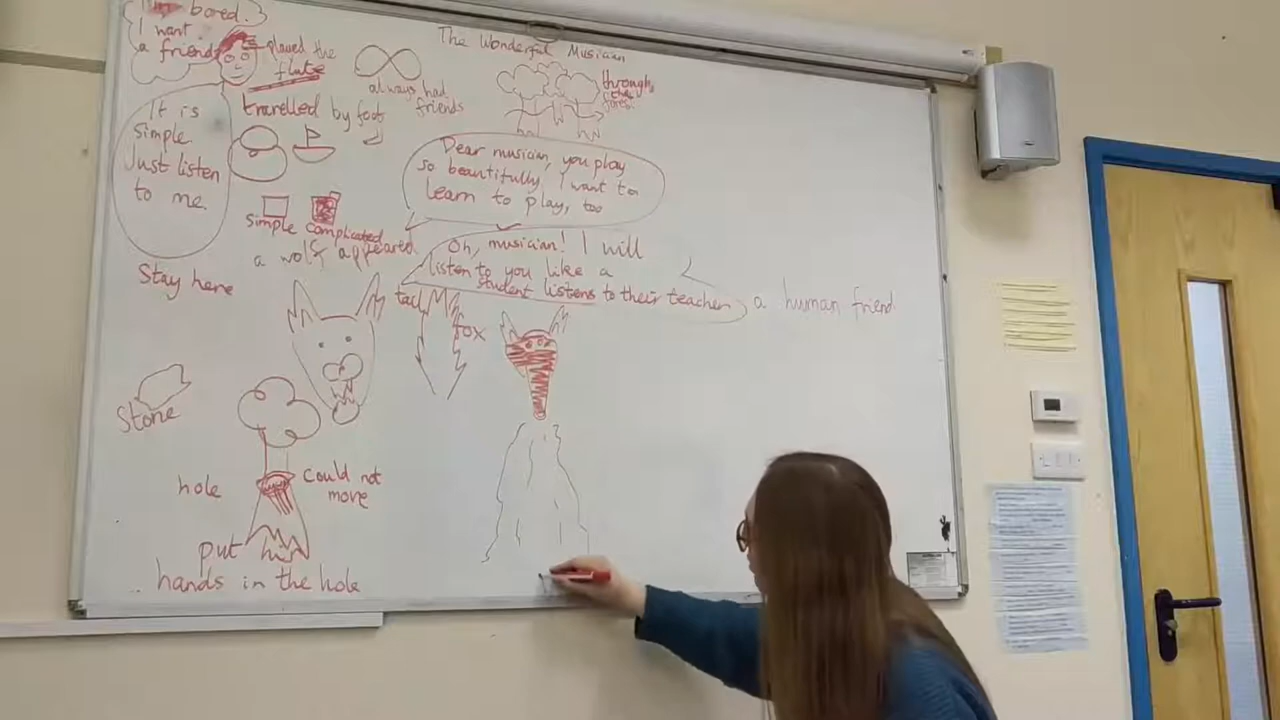 bored.
I want
a friend
played the
flute
always had
friends
The Wonderful Musician
through
the
forest
It is
simple.
Just listen
to me.
travelled by foot
Dear musician, you play
so beautifully, I want to
learn to play, too
simple complicated
a wolf appeared
Oh, musician! I will
listen to you like a
student listens to their teacher
a human friend
Stay here
tail
fox
Stone
hole
could not
move
put
hands in the hole